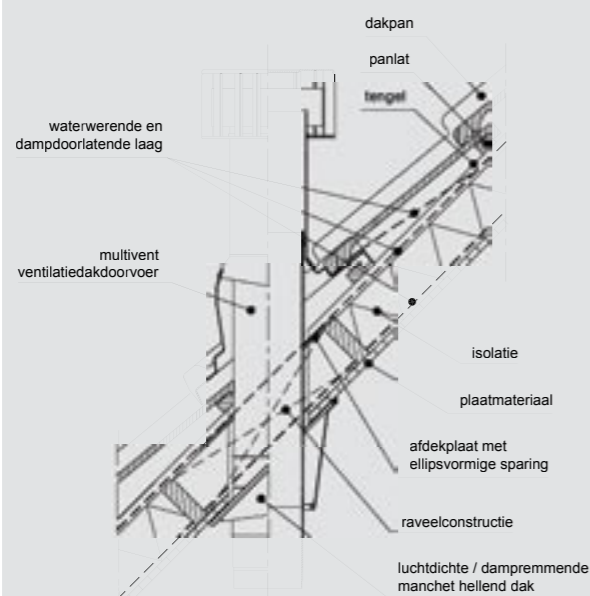 dakpan
panlat
tengel
waterwerende en
dampdoorlatende laag
multivent
ventilatiedakdoorvoer
isolatie
plaatmateriaal
afdekplaat met
ellipsvormige sparing
raveelconstructie
luchtdichte / dampremmende
manchet hellend dak